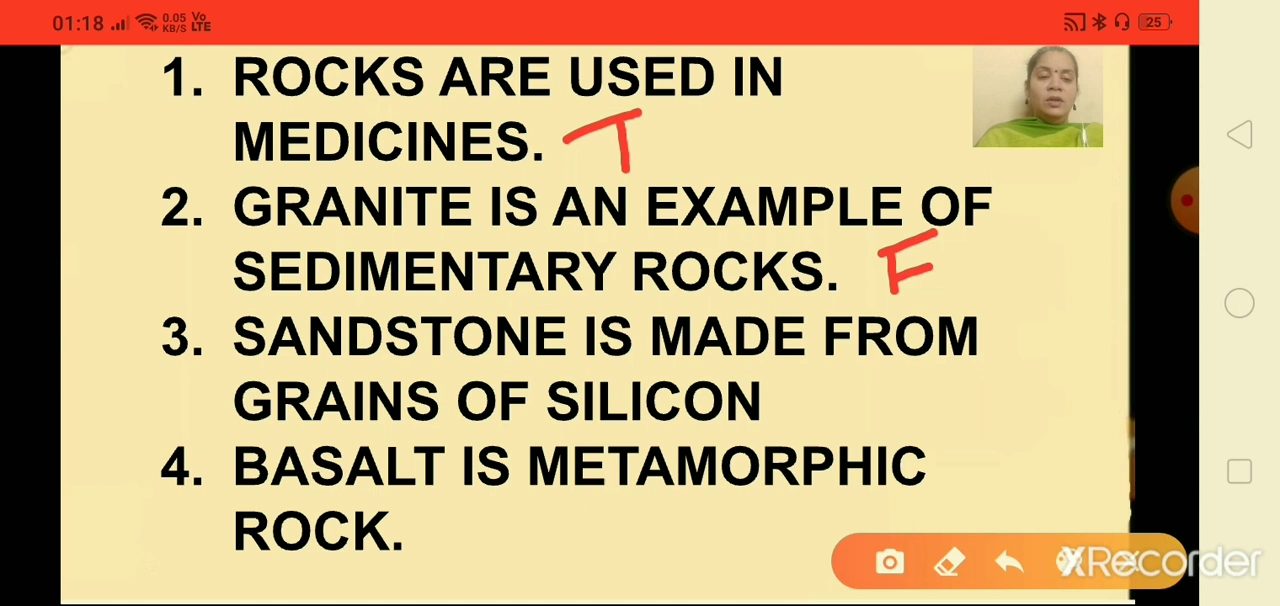 01:18 0.05 KB/S Vo LTE 25
1. ROCKS ARE USED IN
MEDICINES. T
2. GRANITE IS AN EXAMPLE OF
SEDIMENTARY ROCKS. F
3. SANDSTONE IS MADE FROM
GRAINS OF SILICON
4. BASALT IS METAMORPHIC
ROCK.
XRecorder